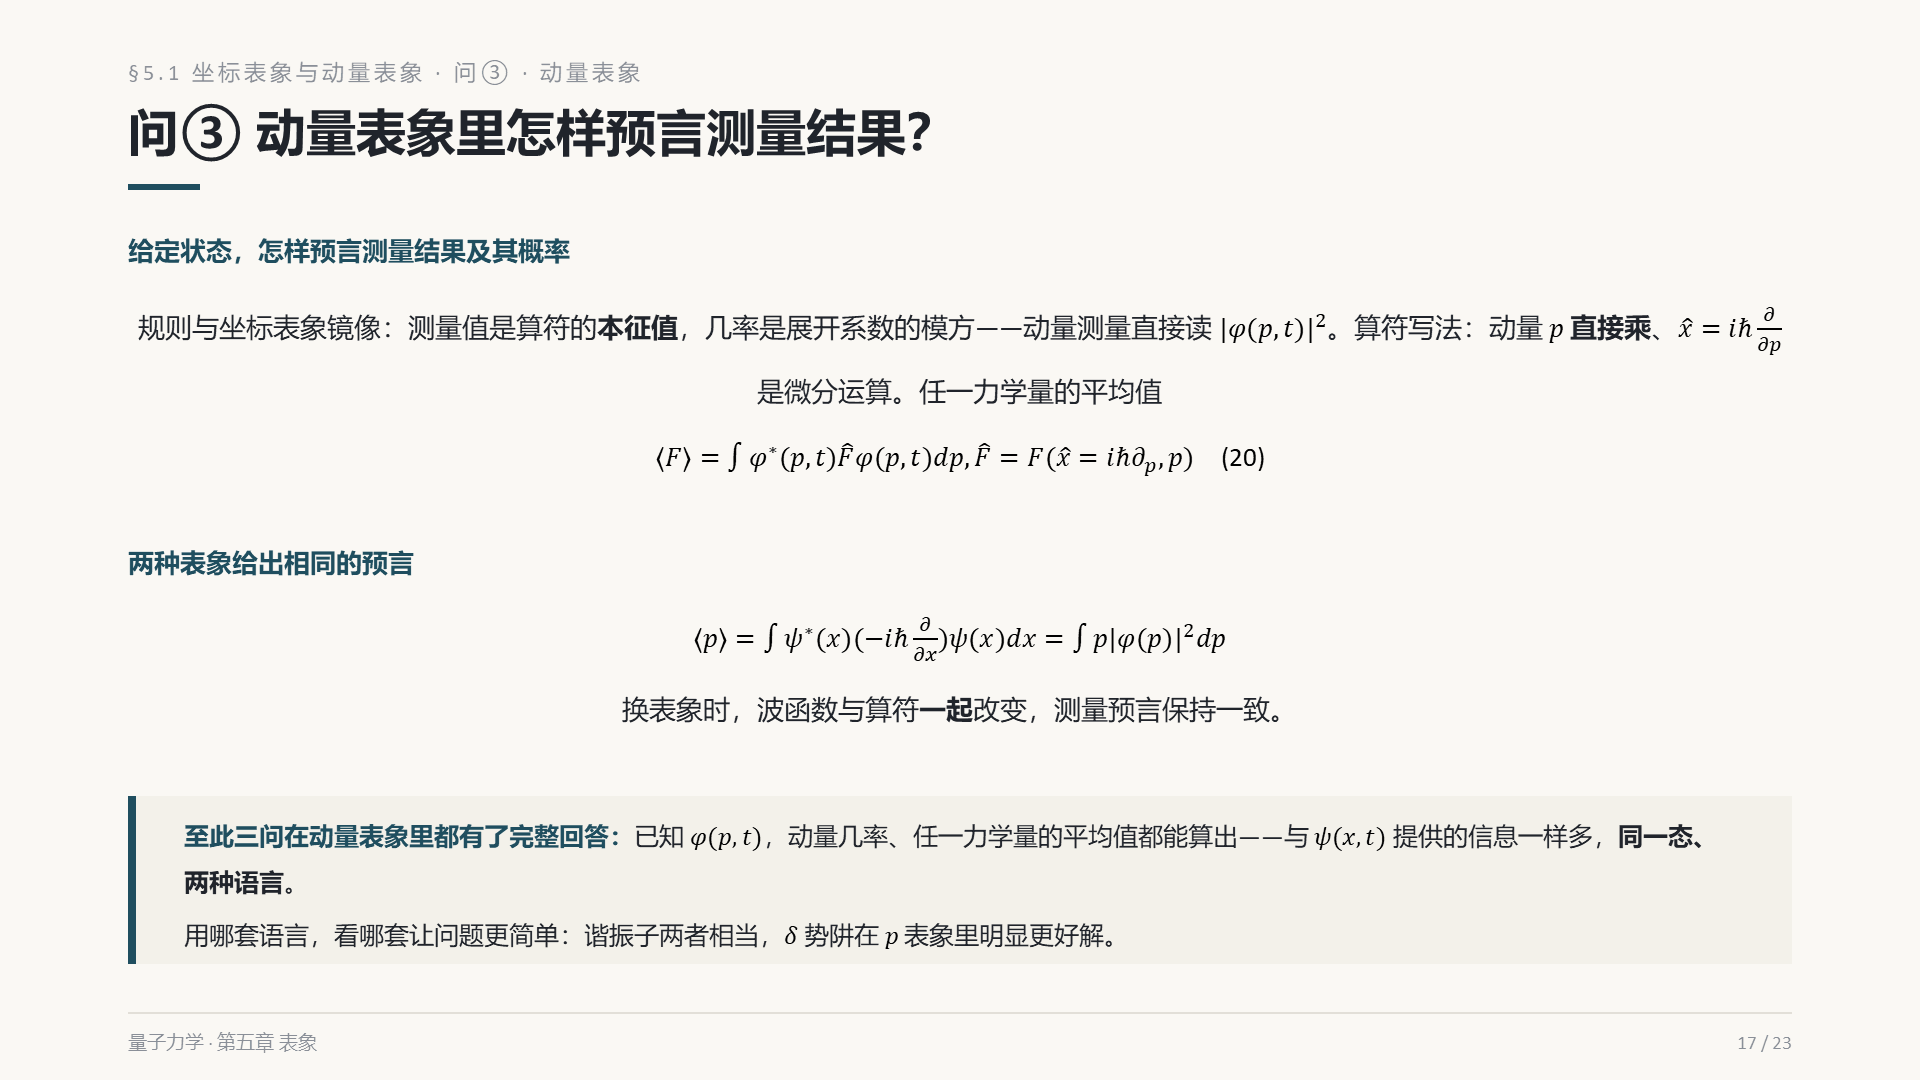 §5.1 坐标表象与动量表象 · 问③ · 动量表象
问③ 动量表象里怎样预言测量结果？
给定状态，怎样预言测量结果及其概率
规则与坐标表象镜像：测量值是算符的本征值，几率是展开系数的模方——动量测量直接读 |φ(p,t)|²。算符写法：动量 p 直接乘、x̂ = iħ ∂/∂p
是微分运算。任一力学量的平均值
⟨F⟩ = ∫ φ*(p,t)F̂φ(p,t)dp, F̂ = F(x̂ = iħ∂ₚ, p) (20)
两种表象给出相同的预言
⟨p⟩ = ∫ ψ*(x)(−iħ ∂/∂x)ψ(x)dx = ∫ p|φ(p)|²dp
换表象时，波函数与算符一起改变，测量预言保持一致。
至此三问在动量表象里都有了完整回答：已知 φ(p,t)，动量几率、任一力学量的平均值都能算出——与 ψ(x,t) 提供的信息一样多，同一态、
两种语言。
用哪套语言，看哪套让问题更简单：谐振子两者相当，δ 势阱在 p 表象里明显更好解。
量子力学 · 第五章 表象
17 / 23